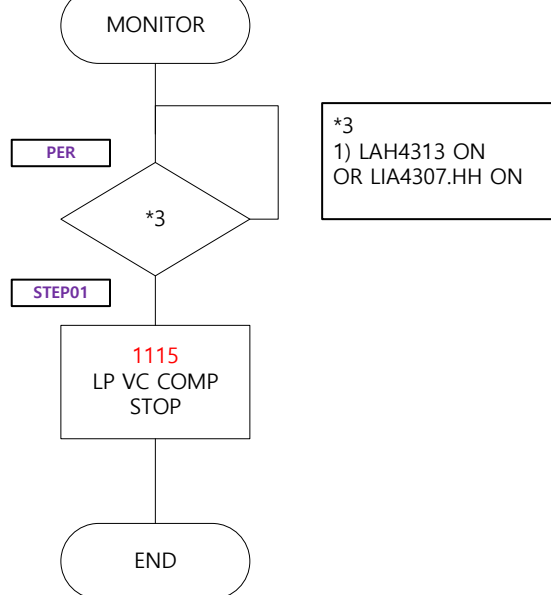 MONITOR
PER
*3
*3
1) LAH4313 ON
OR LIA4307.HH ON
STEP01
1115
LP VC COMP
STOP
END